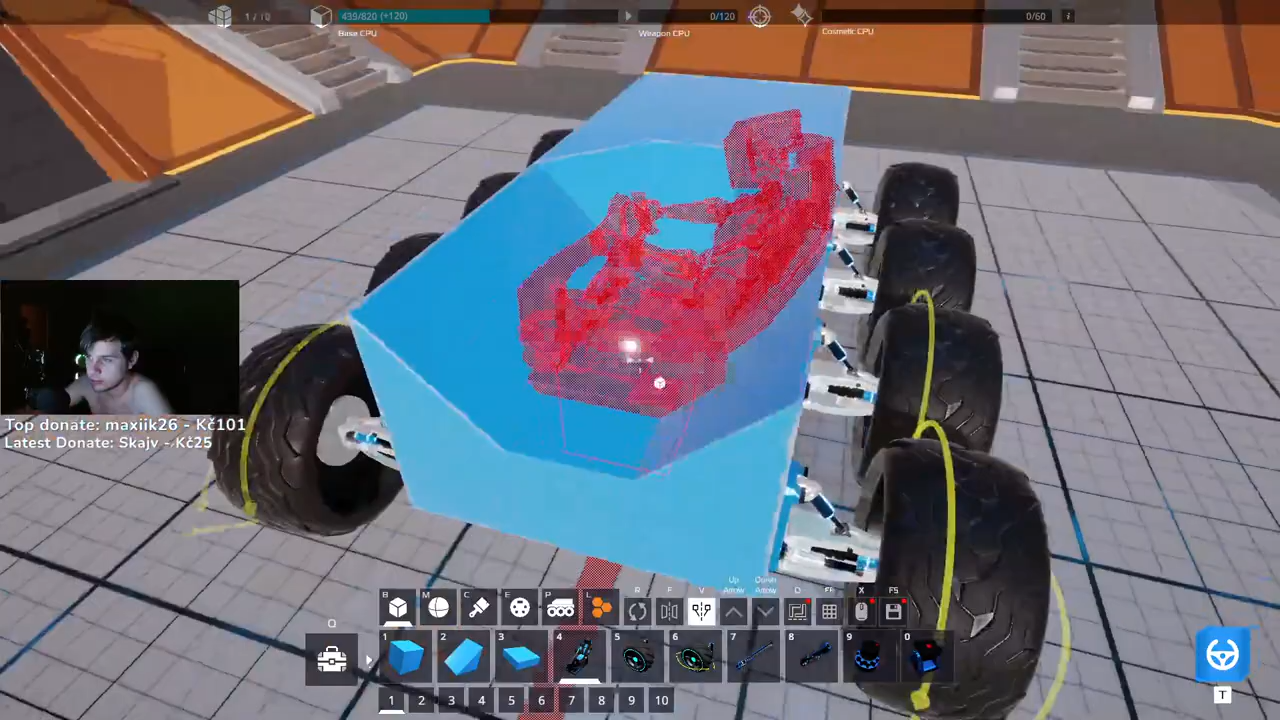 1 / 10
439/820 (+120)
0/120
0/60
i
Base CPU
Weapon CPU
Cosmetic CPU
Top donate: maxiik26 - Kč101
Latest Donate: Skajv - Kč25
Up Arrow
Down Arrow
B M C E P L R F V D FF X F5
O
1 2 3 4 5 6 7 8 9 0
1 2 3 4 5 6 7 8 9 10
T